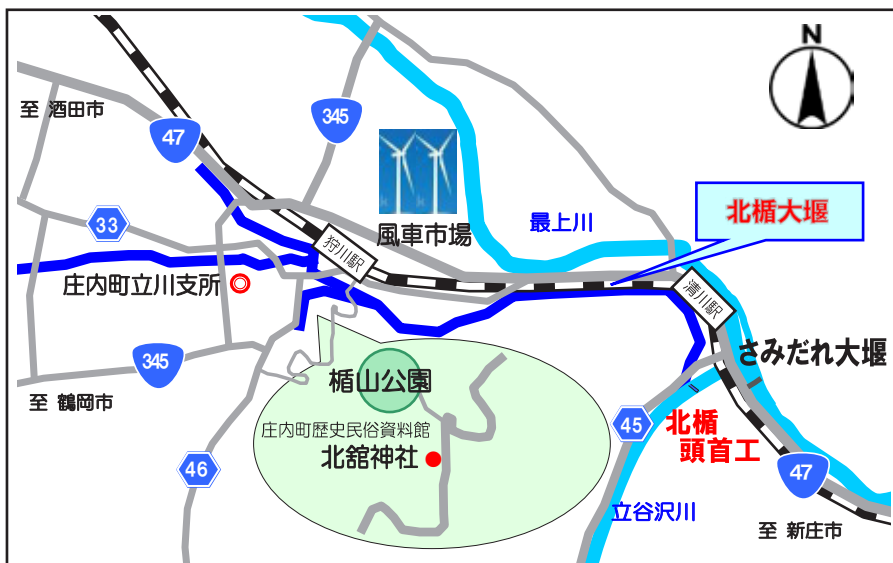 N
至 酒田市
47
345
33
風車市場
最上川
北楯大堰
狩川駅
庄内町立川支所
清川駅
さみだれ大堰
345
楯山公園
至 鶴岡市
庄内町歴史民俗資料館
北舘神社
46
45
北楯
頭首工
47
立谷沢川
至 新庄市